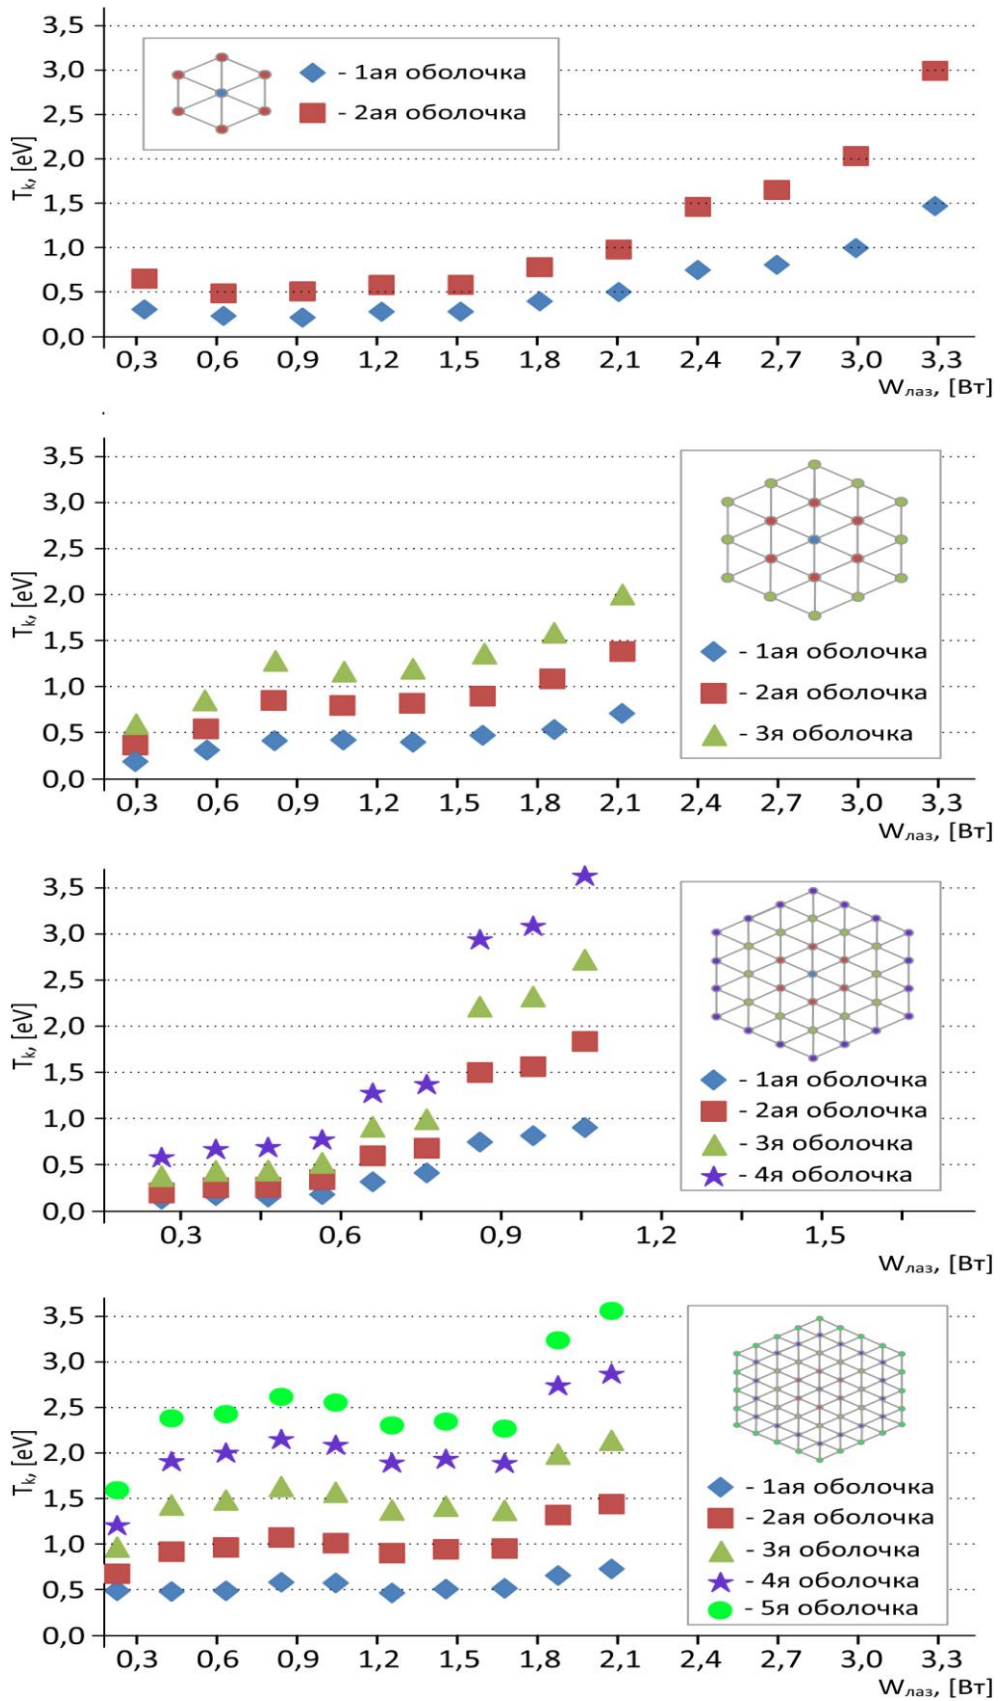 3,5
3,0
2,5
2,0
1,5
1,0
0,5
0,0
Tk, [eV]
- 1ая оболочка
- 2ая оболочка
0,3 0,6 0,9 1,2 1,5 1,8 2,1 2,4 2,7 3,0 3,3
Wлаз, [Вт]
3,5
3,0
2,5
2,0
1,5
1,0
0,5
0,0
Tk, [eV]
- 1ая оболочка
- 2ая оболочка
- 3я оболочка
0,3 0,6 0,9 1,2 1,5 1,8 2,1 2,4 2,7 3,0 3,3
Wлаз, [Вт]
3,5
3,0
2,5
2,0
1,5
1,0
0,5
0,0
Tk, [eV]
- 1ая оболочка
- 2ая оболочка
- 3я оболочка
- 4я оболочка
0,3 0,6 0,9 1,2 1,5
Wлаз, [Вт]
3,5
3,0
2,5
2,0
1,5
1,0
0,5
0,0
Tk, [eV]
- 1ая оболочка
- 2ая оболочка
- 3я оболочка
- 4я оболочка
- 5я оболочка
0,3 0,6 0,9 1,2 1,5 1,8 2,1 2,4 2,7 3,0 3,3
Wлаз, [Вт]